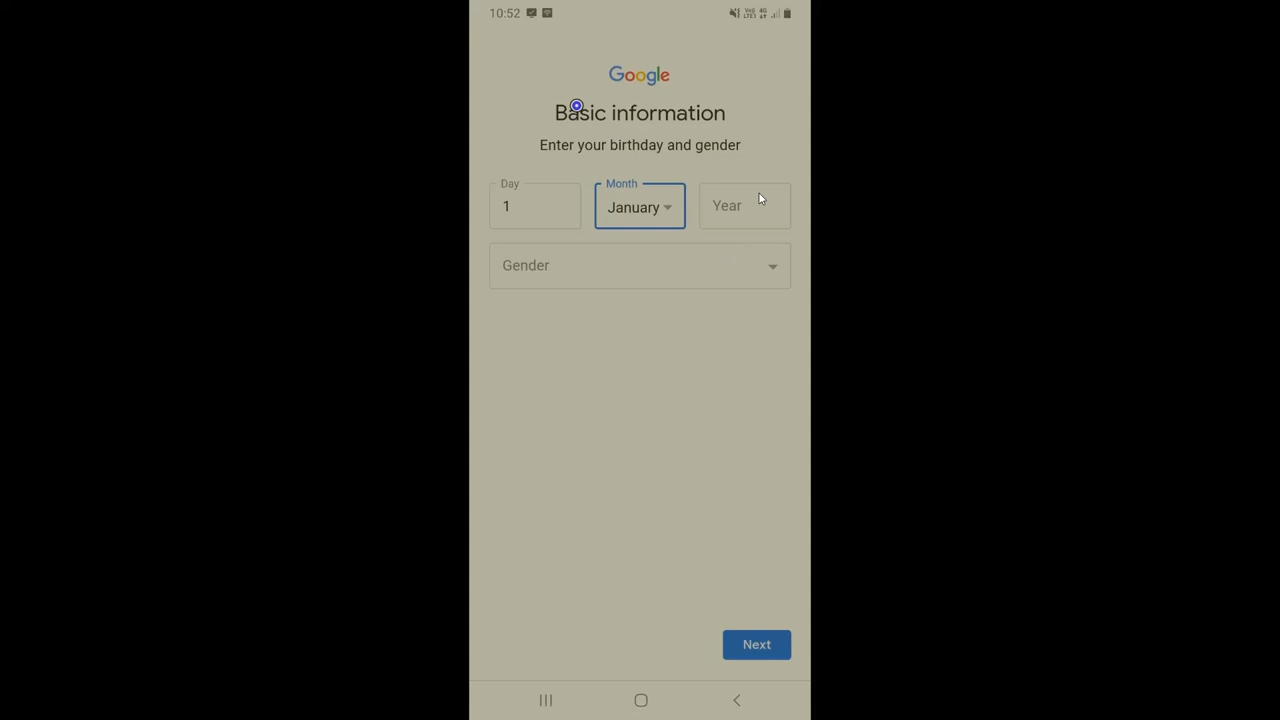 10:52
Google
Basic information
Enter your birthday and gender
Day Month
1 January Year
Gender
Next